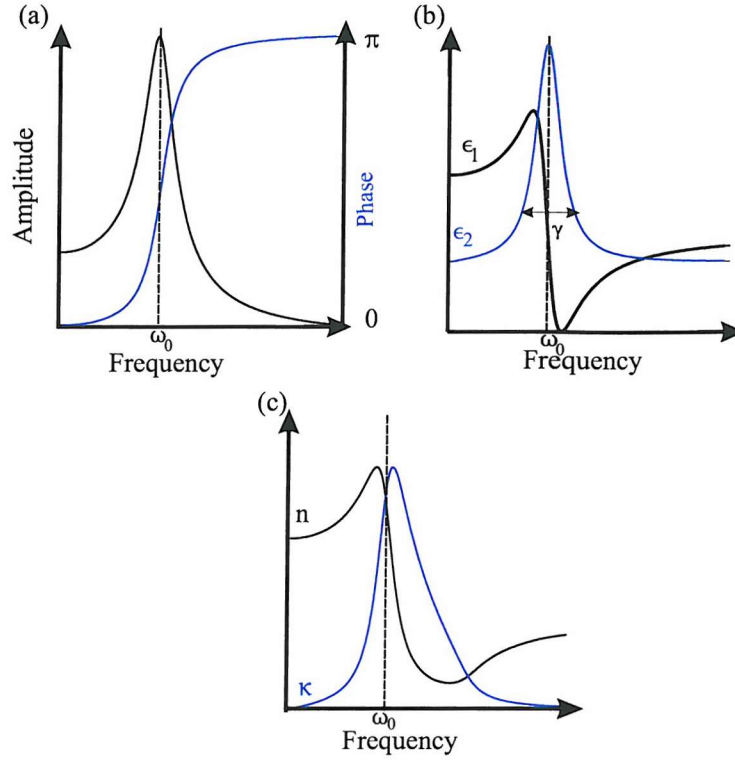 (a)
Amplitude
Phase
π
0
ω₀
Frequency
(b)
ϵ₁
ϵ₂
γ
ω₀
Frequency
(c)
n
κ
ω₀
Frequency